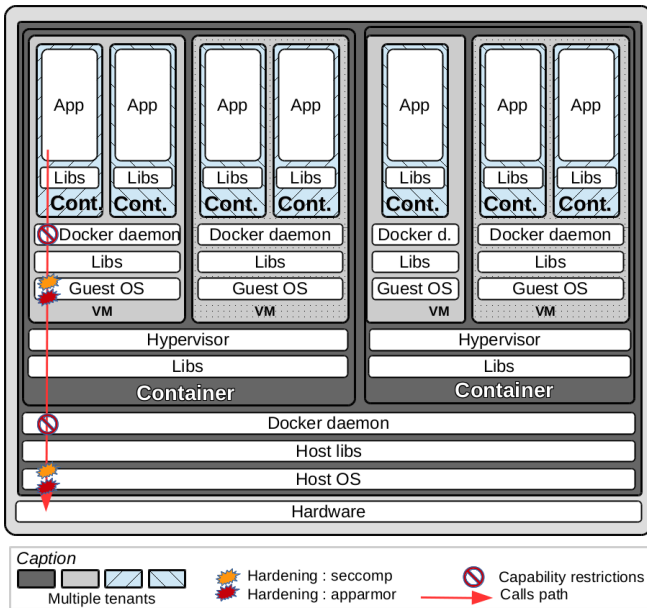 App App App App App App App
Libs Libs Libs Libs Libs Libs Libs
Cont. Cont. Cont. Cont. Cont. Cont. Cont.
Docker daemon Docker daemon Docker d. Docker daemon
Libs Libs Libs Libs
Guest OS Guest OS Guest OS Guest OS
VM VM VM VM
Hypervisor Hypervisor
Libs Libs
Container Container
Docker daemon
Host libs
Host OS
Hardware
Caption
Multiple tenants
Hardening : seccomp
Hardening : apparmor
Capability restrictions
Calls path